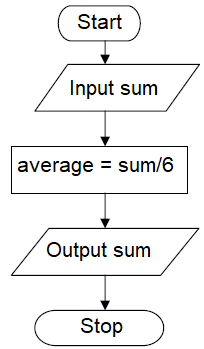 Start
Input sum
average = sum/6
Output sum
Stop